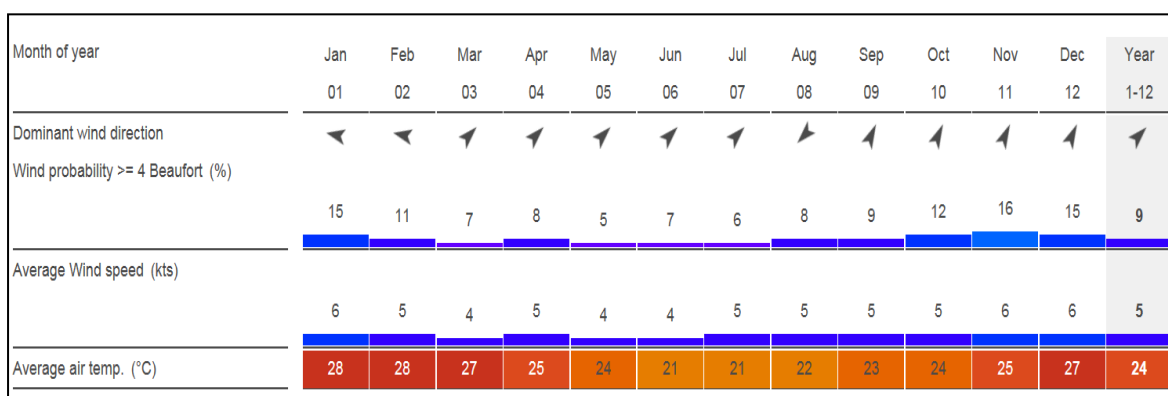 Month of year Jan Feb Mar Apr May Jun Jul Aug Sep Oct Nov Dec Year
01 02 03 04 05 06 07 08 09 10 11 12 1-12
Dominant wind direction
Wind probability >= 4 Beaufort (%)
15 11 7 8 5 7 6 8 9 12 16 15 9
Average Wind speed (kts)
6 5 4 5 4 4 5 5 5 5 6 6 5
Average air temp. (°C) 28 28 27 25 24 21 21 22 23 24 25 27 24